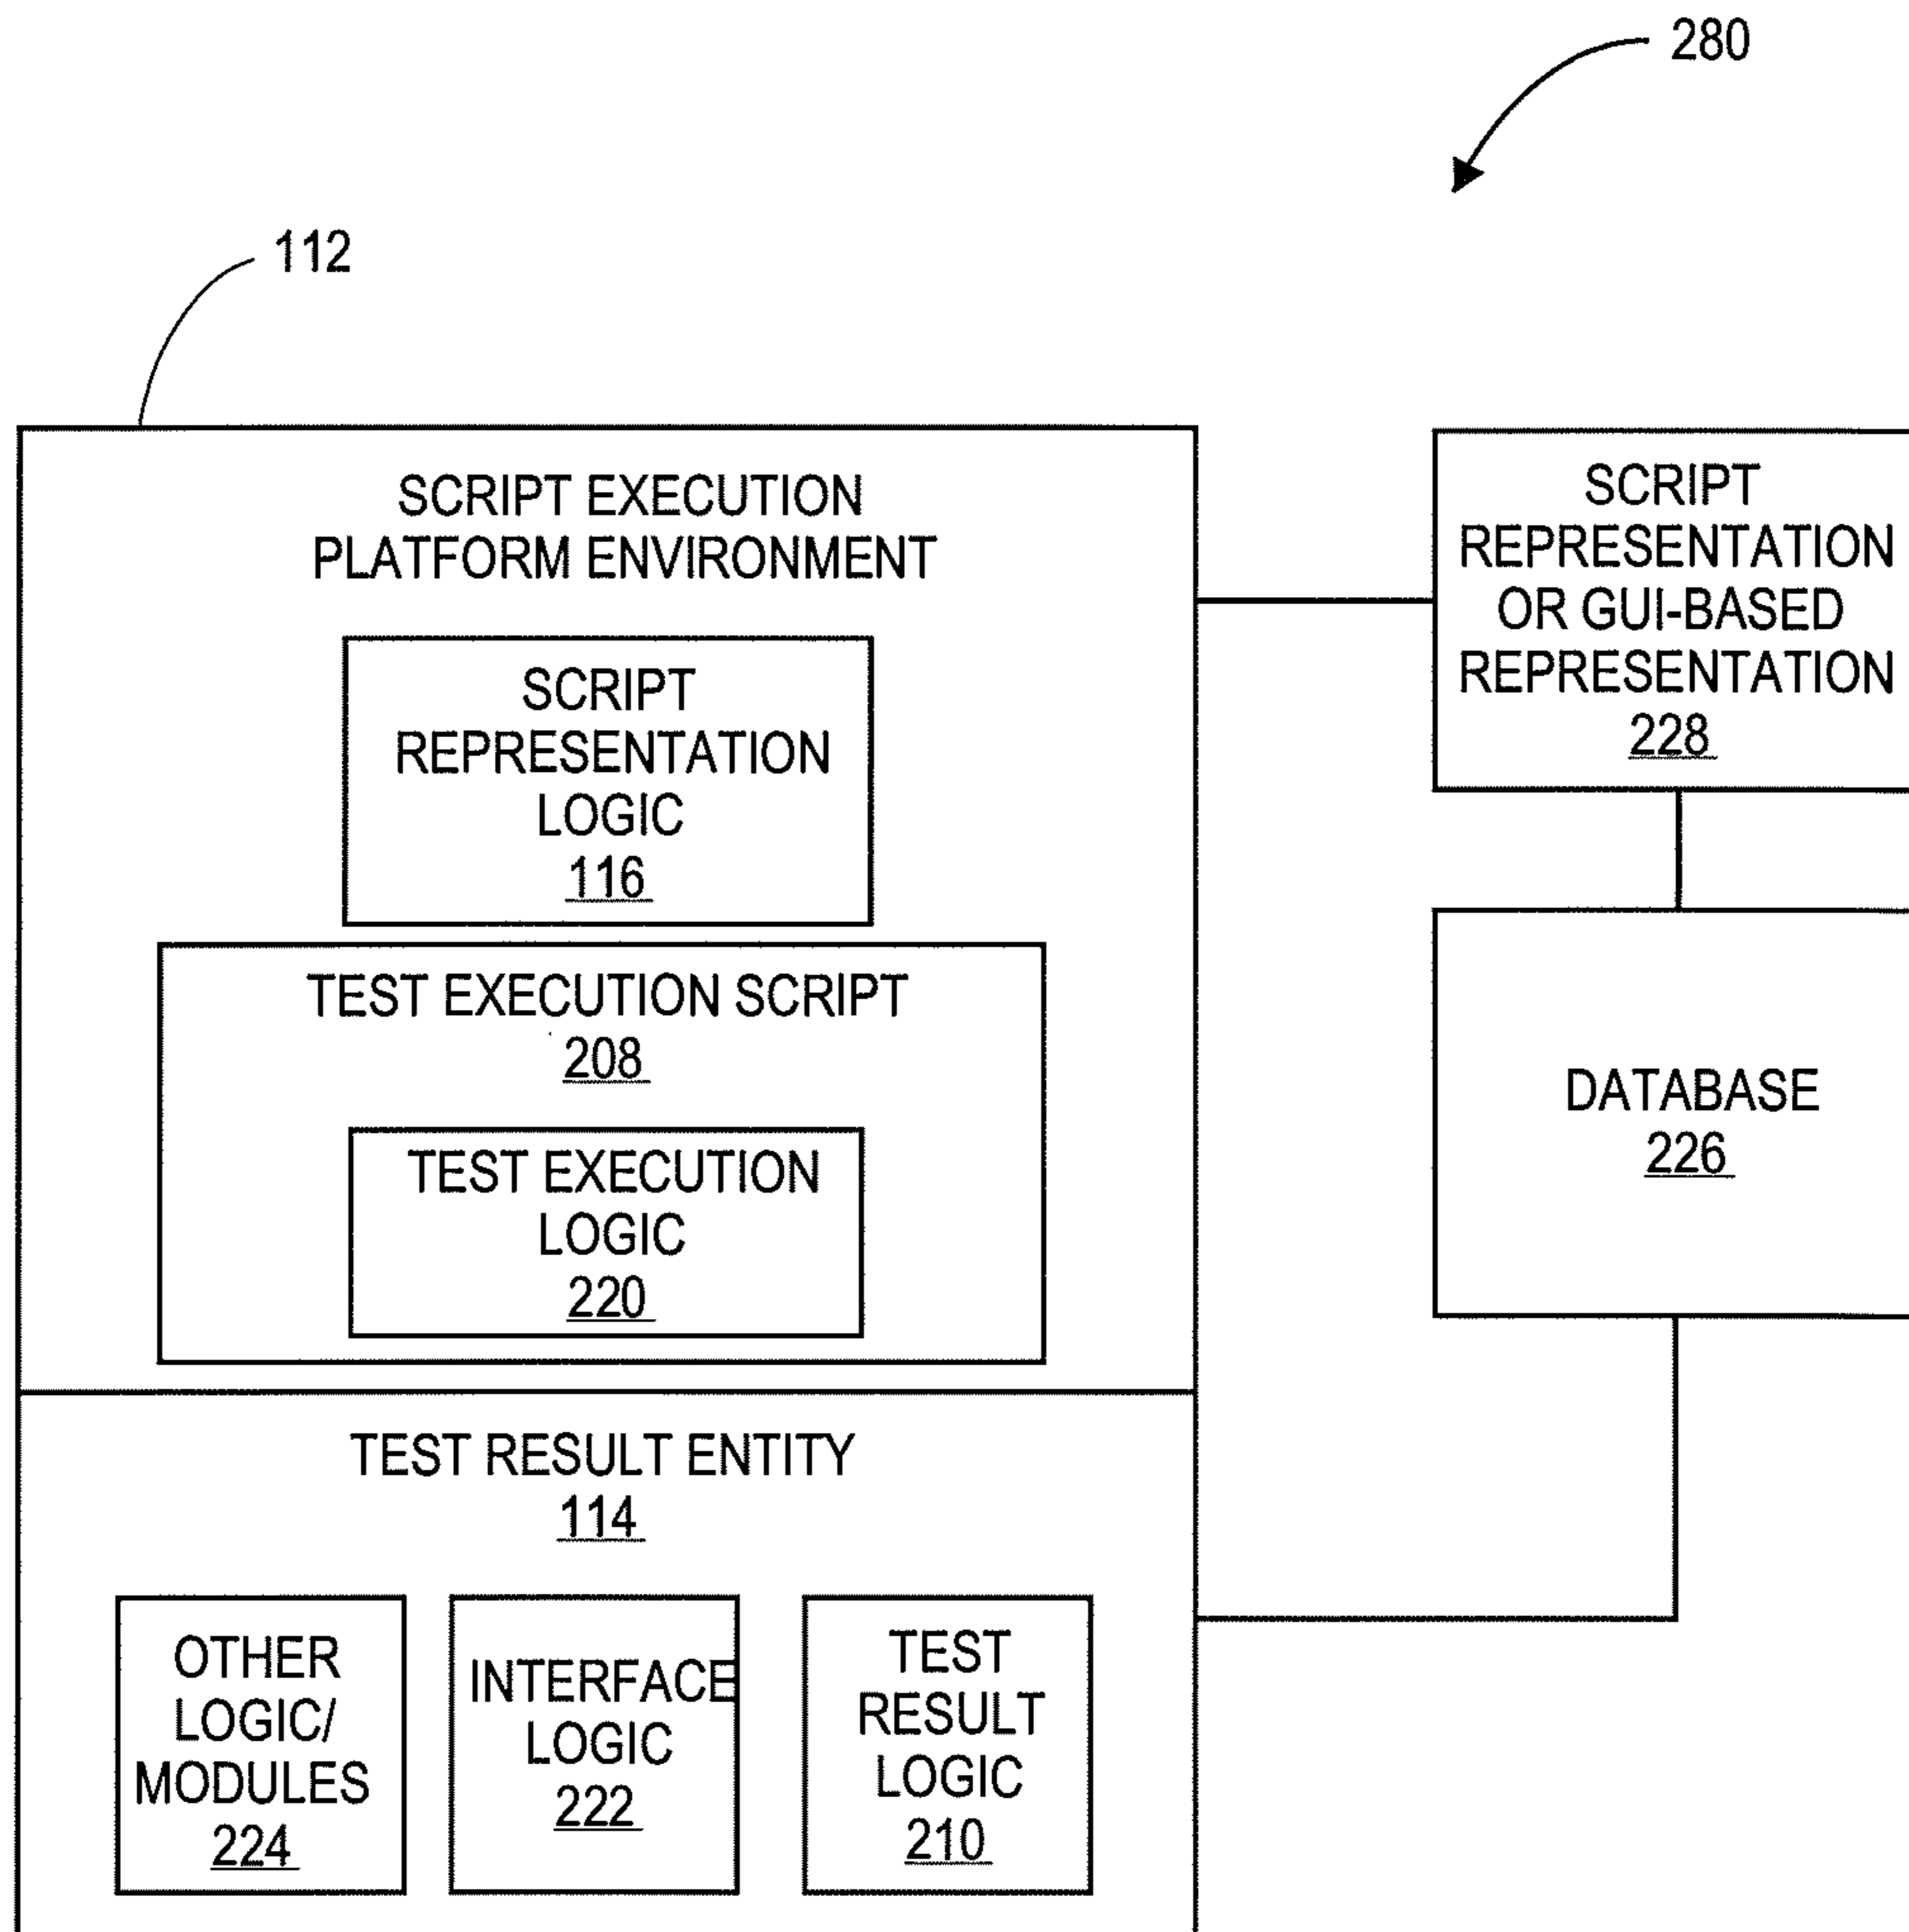 280
112
SCRIPT EXECUTION
PLATFORM ENVIRONMENT
SCRIPT
REPRESENTATION
LOGIC
116
TEST EXECUTION SCRIPT
208
TEST EXECUTION
LOGIC
220
TEST RESULT ENTITY
114
OTHER
LOGIC/
MODULES
224
INTERFACE
LOGIC
222
TEST
RESULT
LOGIC
210
SCRIPT
REPRESENTATION
OR GUI-BASED
REPRESENTATION
228
DATABASE
226